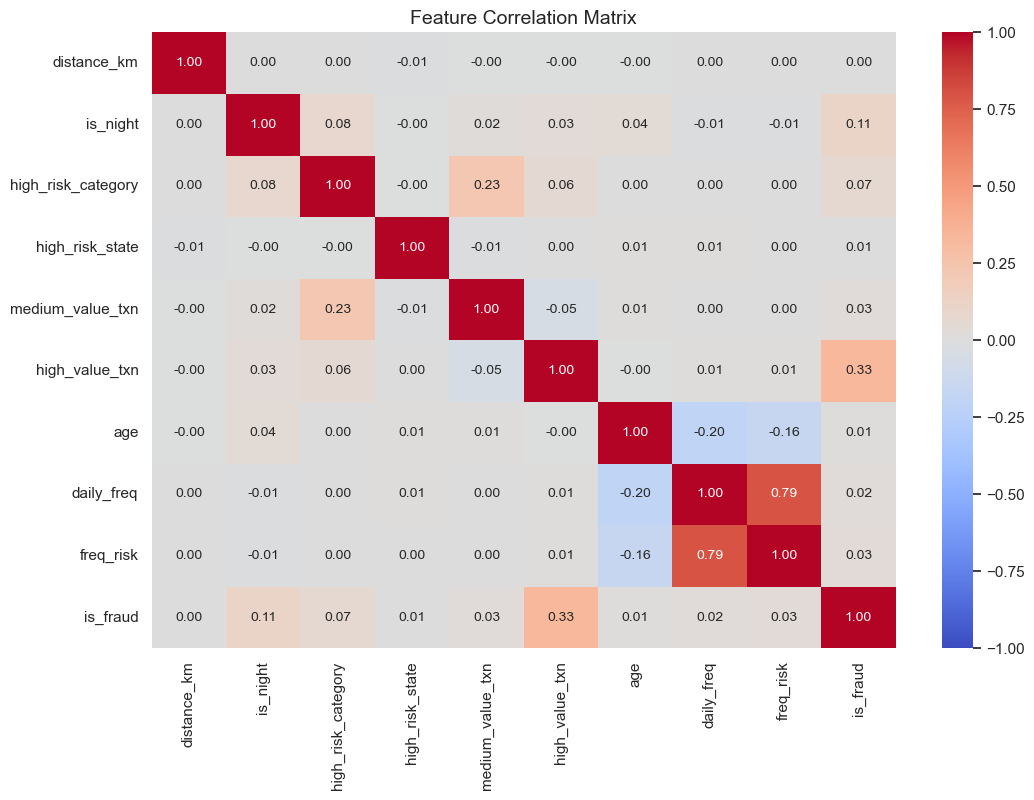 Feature Correlation Matrix
distance_km 1.00 0.00 0.00 -0.01 -0.00 -0.00 -0.00 0.00 0.00 0.00
is_night 0.00 1.00 0.08 -0.00 0.02 0.03 0.04 -0.01 -0.01 0.11
high_risk_category 0.00 0.08 1.00 -0.00 0.23 0.06 0.00 0.00 0.00 0.07
high_risk_state -0.01 -0.00 -0.00 1.00 -0.01 0.00 0.01 0.01 0.00 0.01
medium_value_txn -0.00 0.02 0.23 -0.01 1.00 -0.05 0.01 0.00 0.00 0.03
high_value_txn -0.00 0.03 0.06 0.00 -0.05 1.00 -0.00 0.01 0.01 0.33
age -0.00 0.04 0.00 0.01 0.01 -0.00 1.00 -0.20 -0.16 0.01
daily_freq 0.00 -0.01 0.00 0.01 0.00 0.01 -0.20 1.00 0.79 0.02
freq_risk 0.00 -0.01 0.00 0.00 0.00 0.01 -0.16 0.79 1.00 0.03
is_fraud 0.00 0.11 0.07 0.01 0.03 0.33 0.01 0.02 0.03 1.00
distance_km
is_night
high_risk_category
high_risk_state
medium_value_txn
high_value_txn
age
daily_freq
freq_risk
is_fraud
1.00
0.75
0.50
0.25
0.00
−0.25
−0.50
−0.75
−1.00